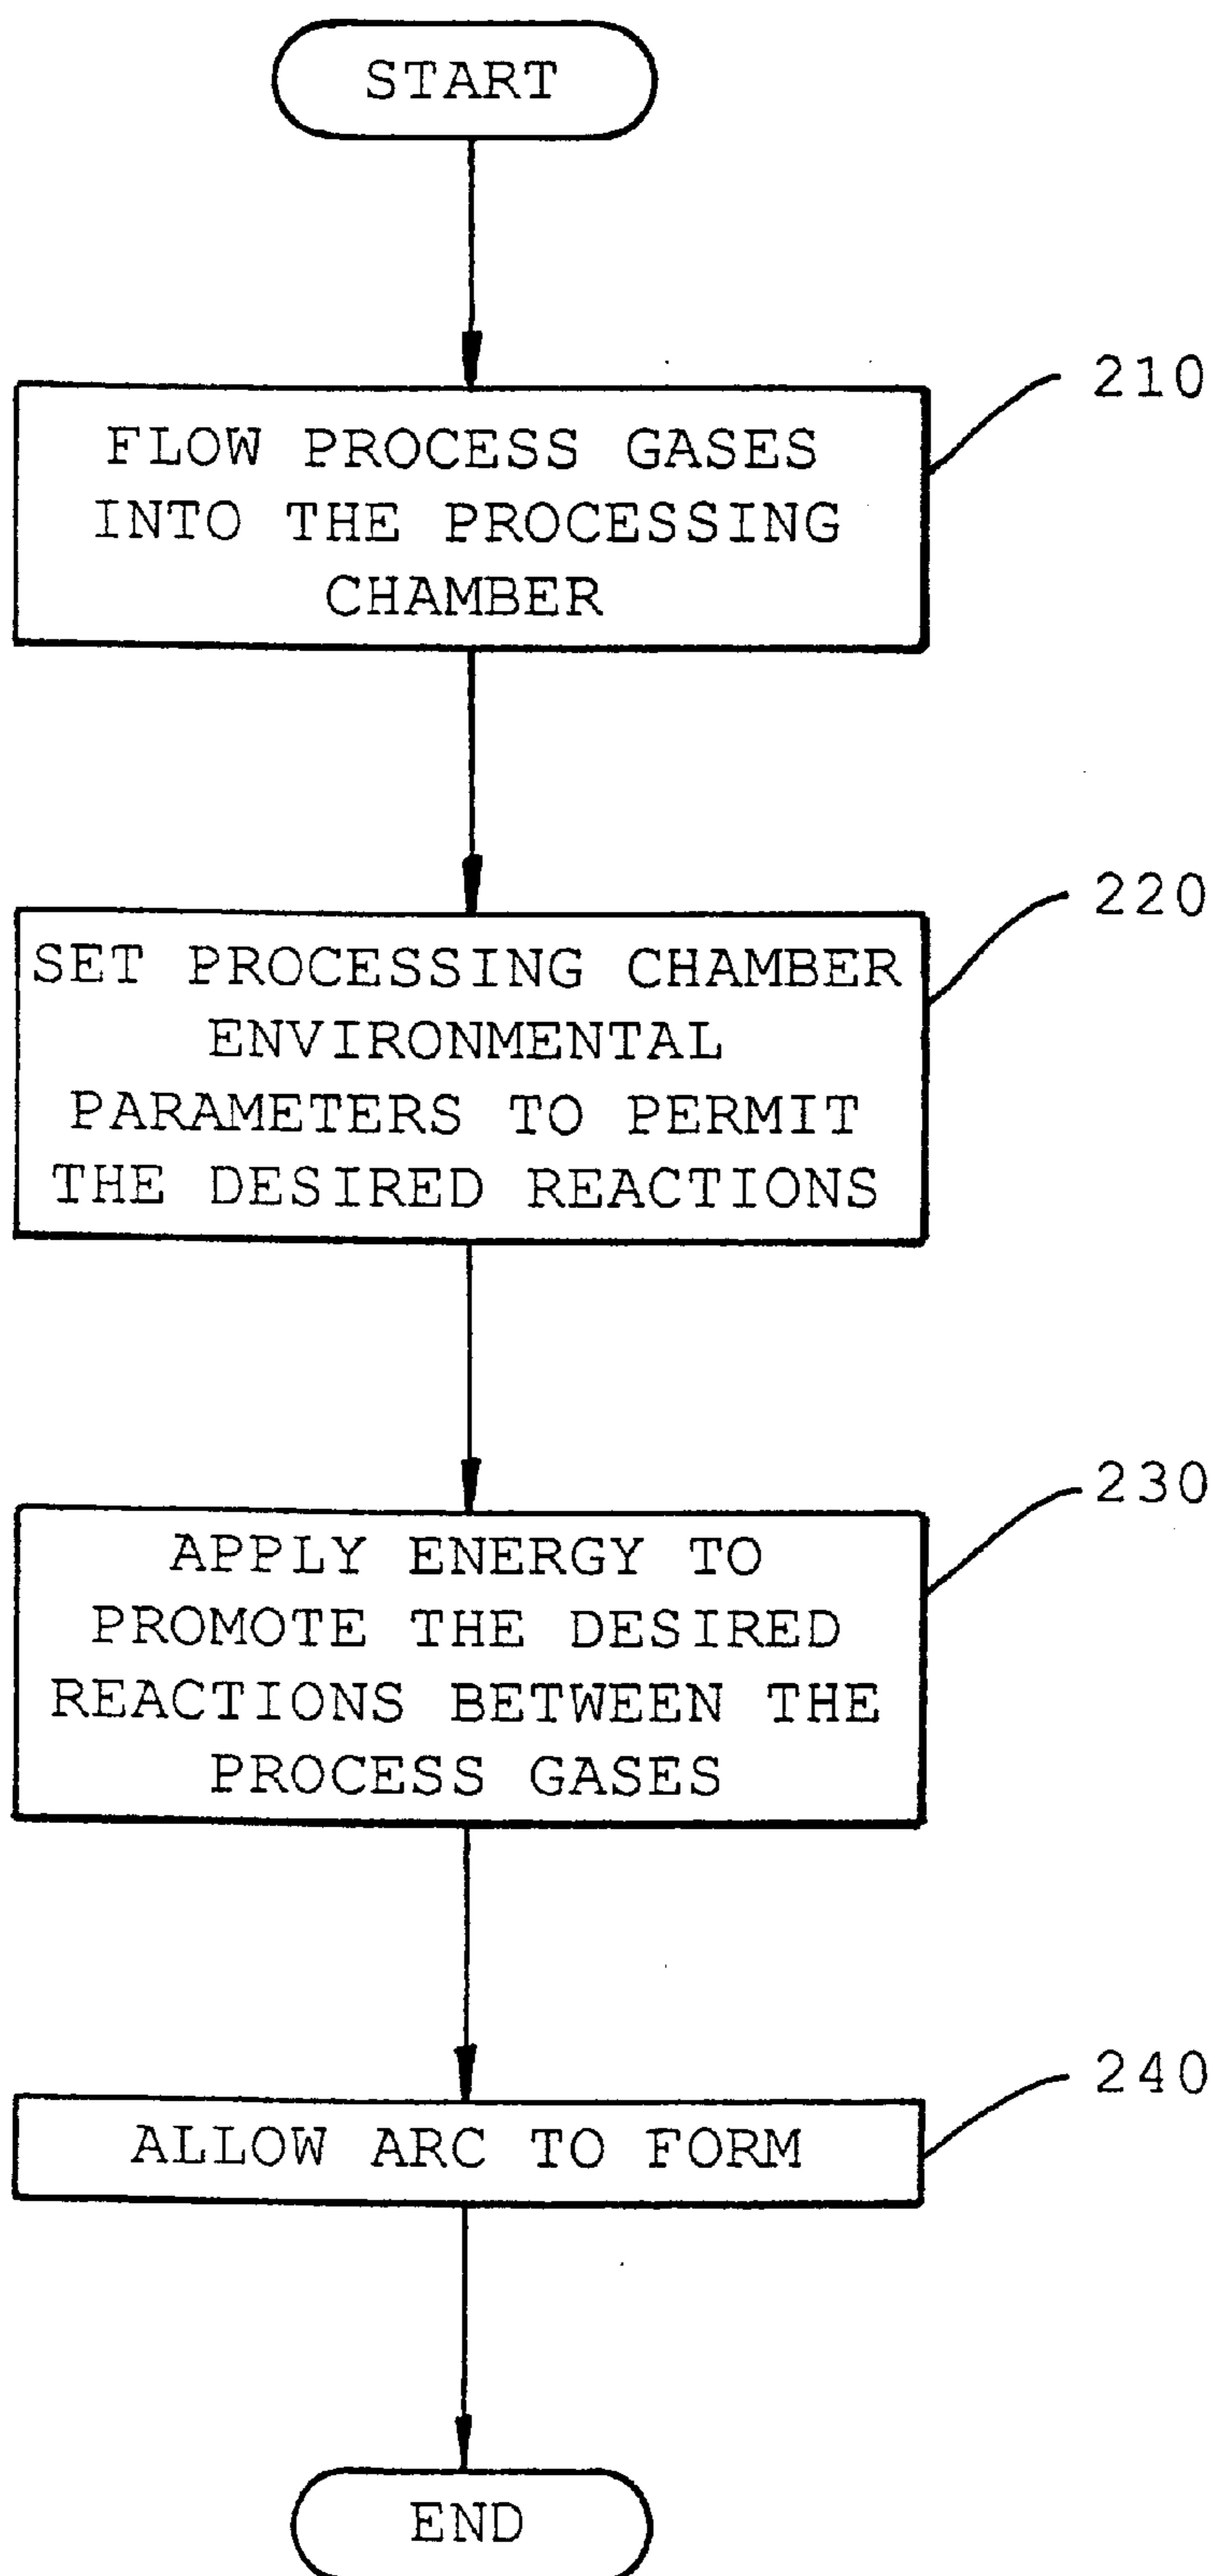 START
210
FLOW PROCESS GASES
INTO THE PROCESSING
CHAMBER
220
SET PROCESSING CHAMBER
ENVIRONMENTAL
PARAMETERS TO PERMIT
THE DESIRED REACTIONS
230
APPLY ENERGY TO
PROMOTE THE DESIRED
REACTIONS BETWEEN THE
PROCESS GASES
240
ALLOW ARC TO FORM
END